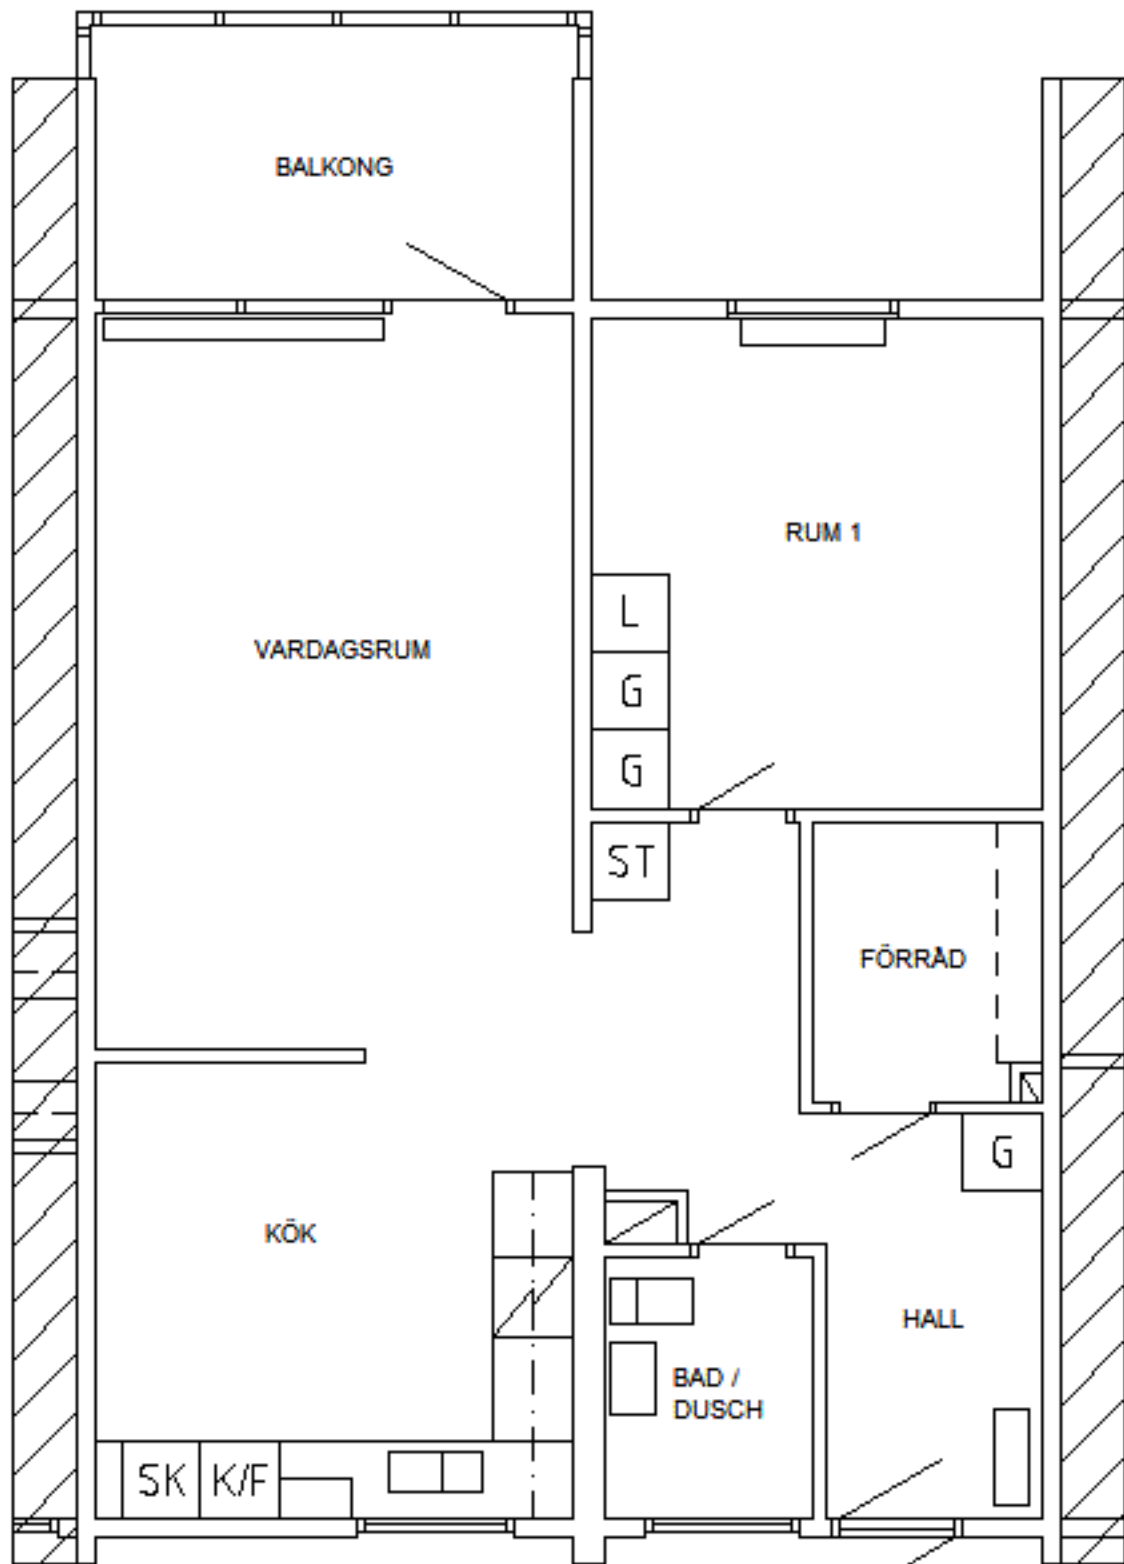 BALKONG
RUM 1
L
VARDAGSRUM
G
G
ST
FÖRRÅD
G
KÖK
HALL
BAD /
DUSCH
SK
K/F